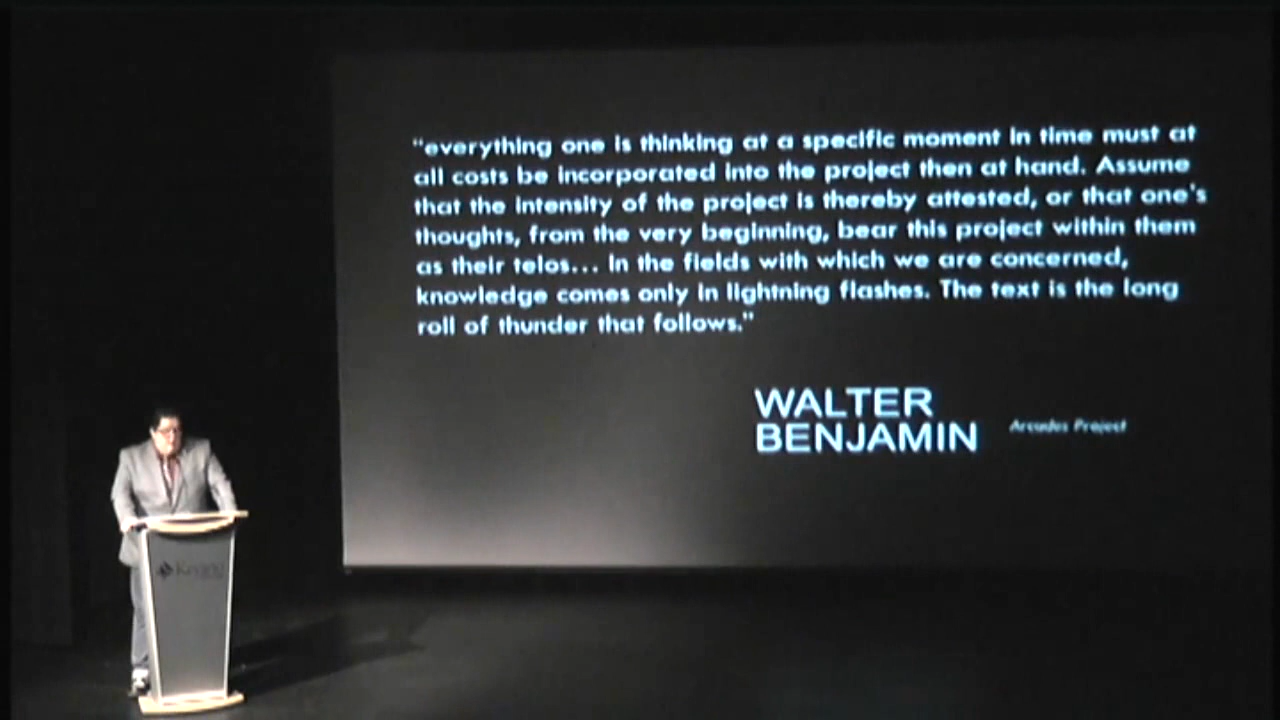 "everything one is thinking at a specific moment in time must at
all costs be incorporated into the project then at hand. Assume
that the intensity of the project is thereby attested, or that one's
thoughts, from the very beginning, bear this project within them
as their telos... In the fields with which we are concerned,
knowledge comes only in lightning flashes. The text is the long
roll of thunder that follows."
WALTER
BENJAMIN
Arcades Project